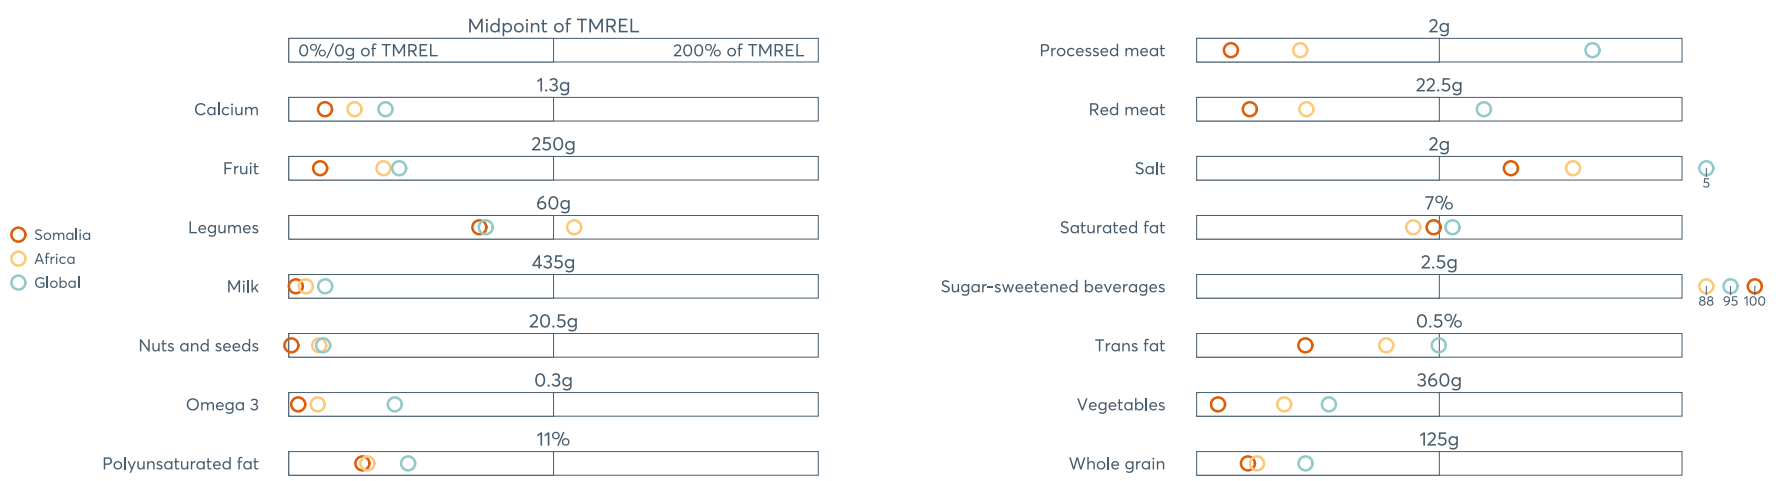 Midpoint of TMREL
0%/0g of TMREL 200% of TMREL
1.3g
Calcium
250g
Fruit
60g
Legumes
435g
Milk
20.5g
Nuts and seeds
0.3g
Omega 3
11%
Polyunsaturated fat
Somalia
Africa
Global
2g
Processed meat
22.5g
Red meat
2g
Salt
5
7%
Saturated fat
2.5g
Sugar-sweetened beverages
88 95 100
0.5%
Trans fat
360g
Vegetables
125g
Whole grain